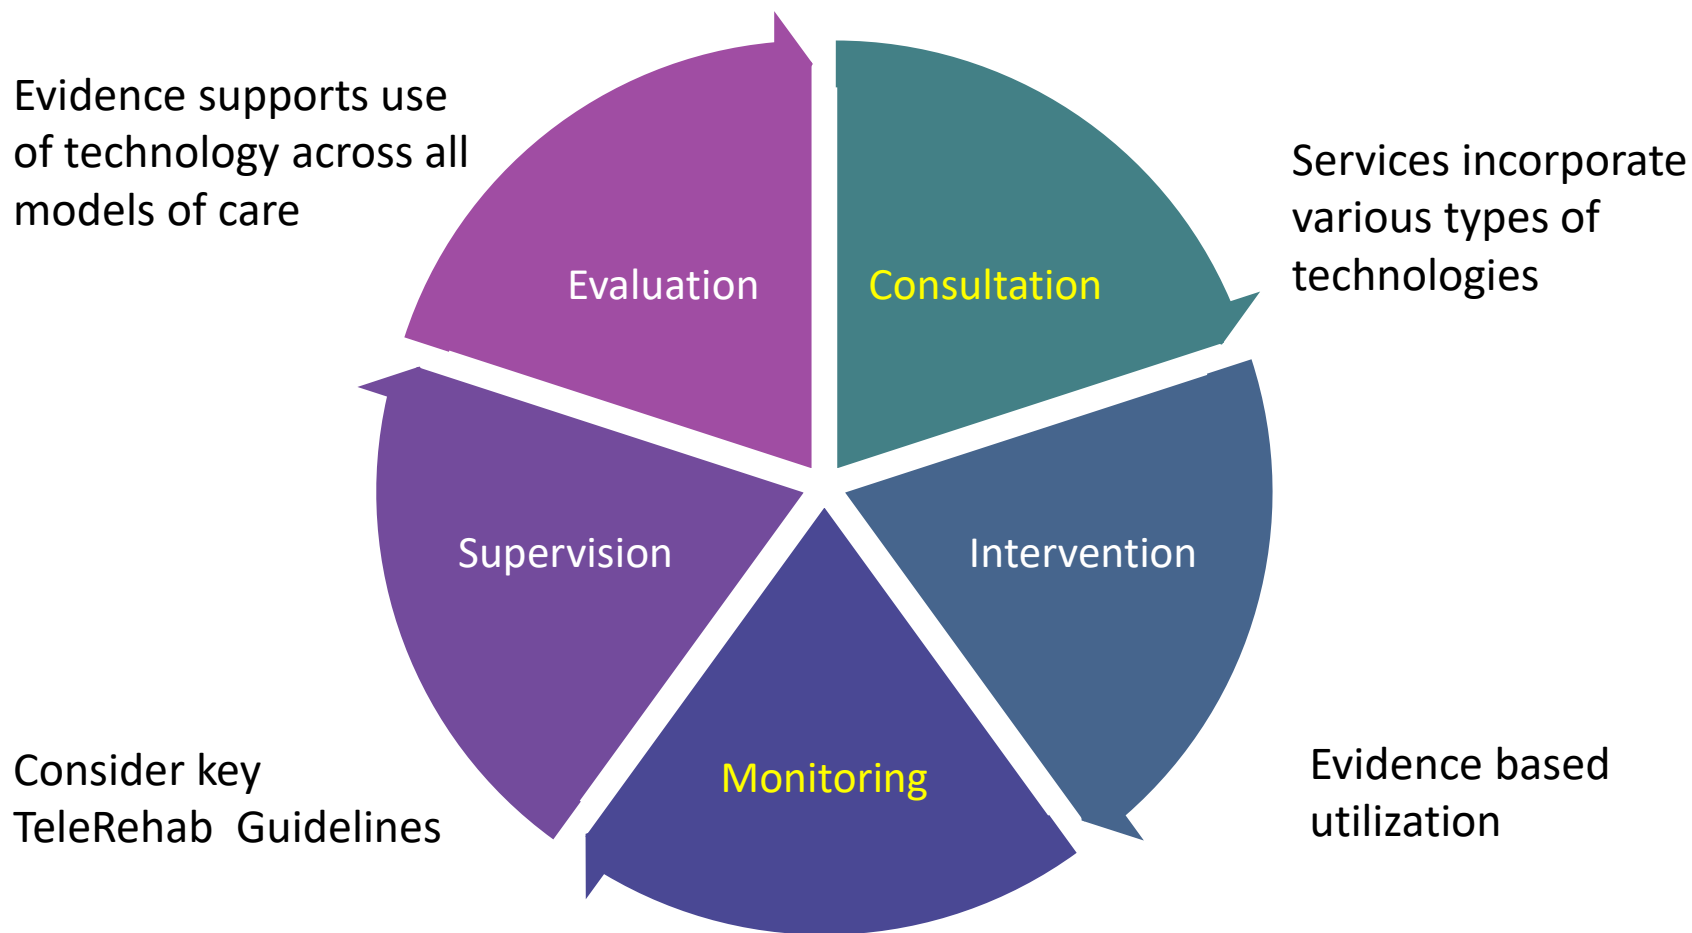 Evidence supports use
of technology across all
models of care
Services incorporate
various types of
technologies
Evaluation
Consultation
Supervision
Intervention
Monitoring
Consider key
TeleRehab  Guidelines
Evidence based
utilization